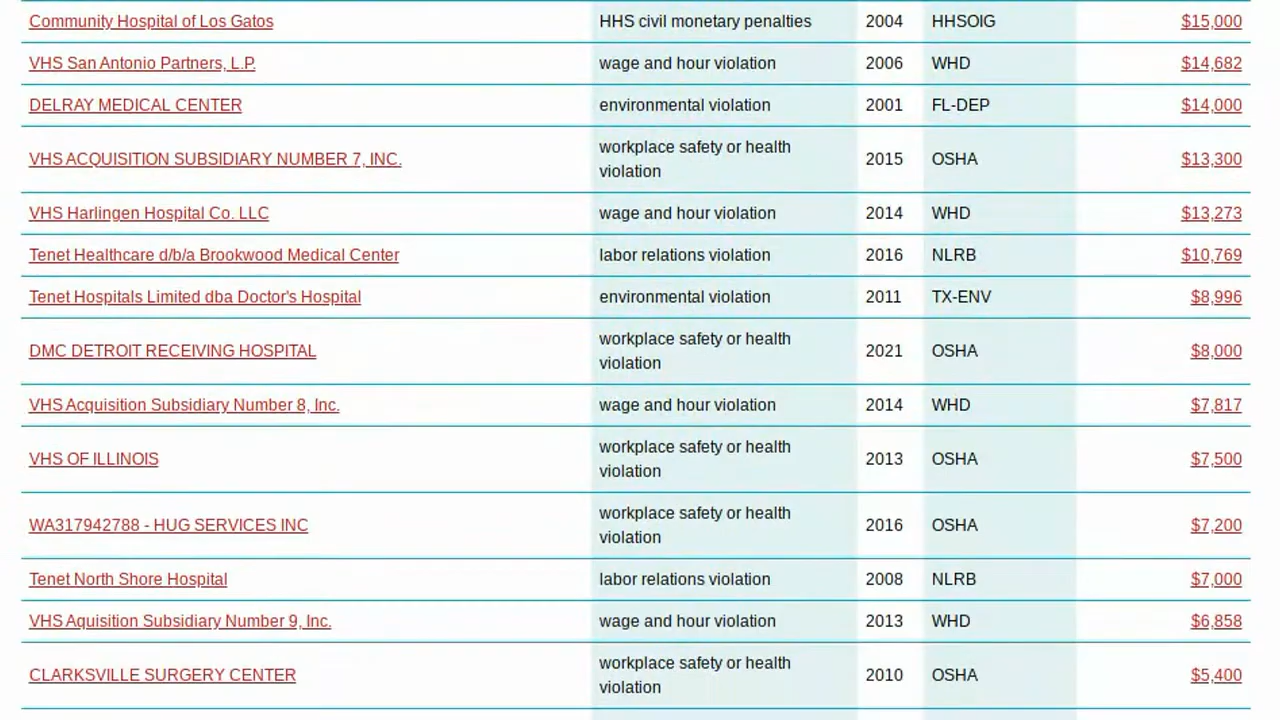 Community Hospital of Los Gatos HHS civil monetary penalties 2004 HHSOIG $15,000
VHS San Antonio Partners, L.P. wage and hour violation 2006 WHD $14,682
DELRAY MEDICAL CENTER environmental violation 2001 FL-DEP $14,000
VHS ACQUISITION SUBSIDIARY NUMBER 7, INC. workplace safety or health
violation 2015 OSHA $13,300
VHS Harlingen Hospital Co. LLC wage and hour violation 2014 WHD $13,273
Tenet Healthcare d/b/a Brookwood Medical Center labor relations violation 2016 NLRB $10,769
Tenet Hospitals Limited dba Doctor's Hospital environmental violation 2011 TX-ENV $8,996
DMC DETROIT RECEIVING HOSPITAL workplace safety or health
violation 2021 OSHA $8,000
VHS Acquisition Subsidiary Number 8, Inc. wage and hour violation 2014 WHD $7,817
VHS OF ILLINOIS workplace safety or health
violation 2013 OSHA $7,500
WA317942788 - HUG SERVICES INC workplace safety or health
violation 2016 OSHA $7,200
Tenet North Shore Hospital labor relations violation 2008 NLRB $7,000
VHS Aquisition Subsidiary Number 9, Inc. wage and hour violation 2013 WHD $6,858
CLARKSVILLE SURGERY CENTER workplace safety or health
violation 2010 OSHA $5,400